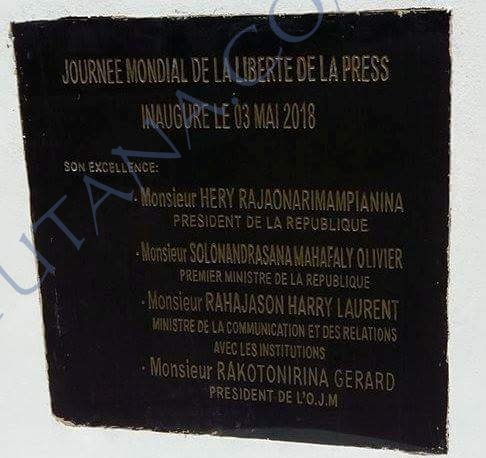 JOURNEE MONDIAL DE LA LIBERTE DE LA PRESS
INAUGURE LE 03 MAI 2018
SON EXCELLENCE:
- Monsieur HERY RAJAONARIMAMPIANINA
PRESIDENT DE LA REPUBLIQUE
- Monsieur SOLONANDRASANA MAHAFALY OLIVIER
PREMIER MINISTRE DE LA REPUBLIQUE
- Monsieur RAHAJASON HARRY LAURENT
MINISTRE DE LA COMMUNICATION ET DES RELATIONS
AVEC LES INSTITUTIONS
- Monsieur RAKOTONIRINA GERARD
PRESIDENT DE L'O.J.M